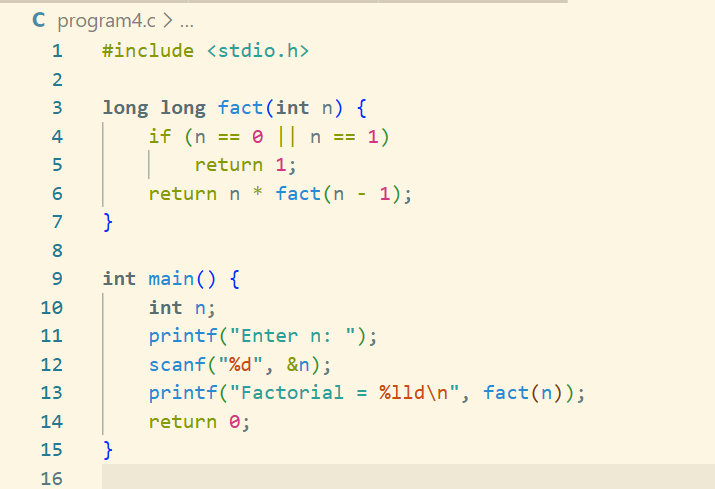 C program4.c > ...
1 #include <stdio.h>
2
3 long long fact(int n) {
4     if (n == 0 || n == 1)
5         return 1;
6     return n * fact(n - 1);
7 }
8
9 int main() {
10     int n;
11     printf("Enter n: ");
12     scanf("%d", &n);
13     printf("Factorial = %lld\n", fact(n));
14     return 0;
15 }
16